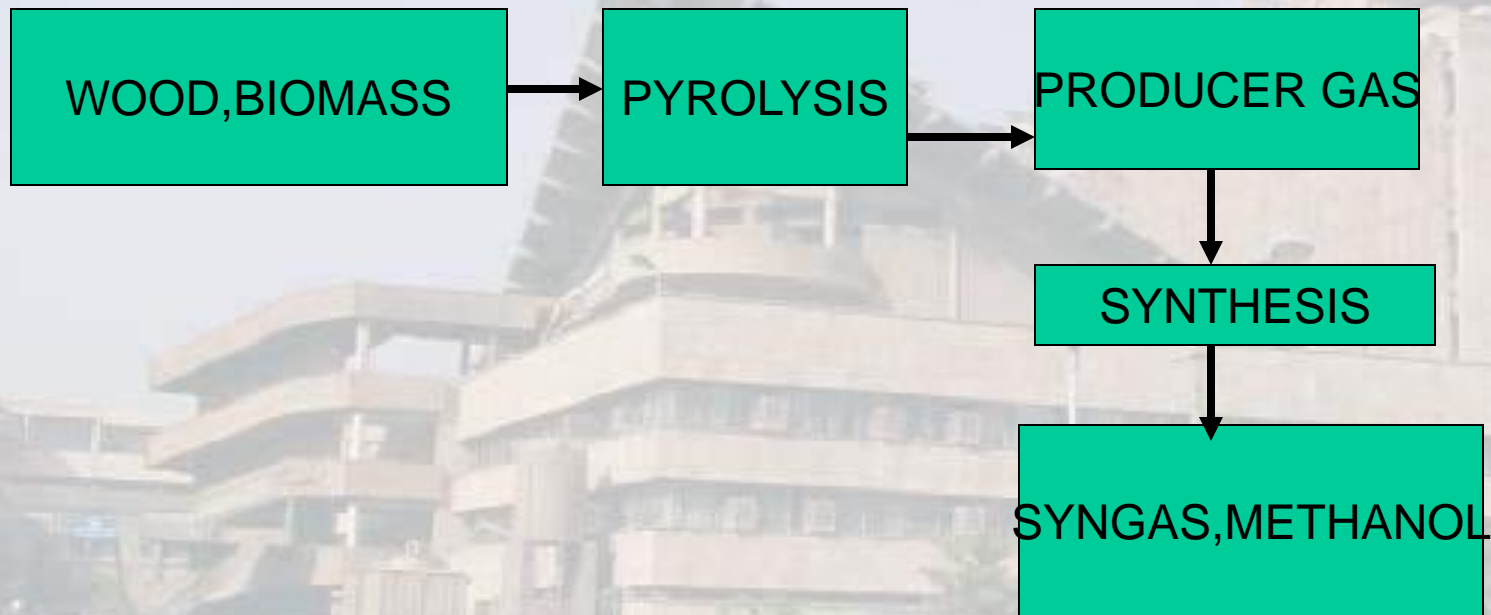 WOOD,BIOMASS
PYROLYSIS
PRODUCER GAS
SYNTHESIS
SYNGAS,METHANOL